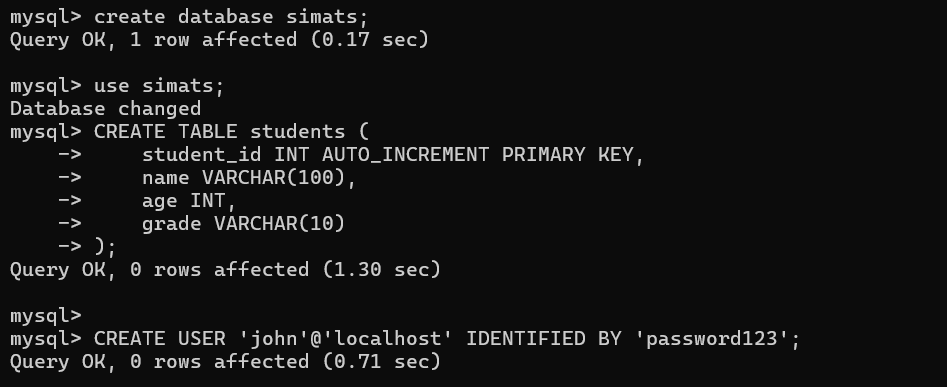 mysql> create database simats;
Query OK, 1 row affected (0.17 sec)

mysql> use simats;
Database changed
mysql> CREATE TABLE students (
    ->     student_id INT AUTO_INCREMENT PRIMARY KEY,
    ->     name VARCHAR(100),
    ->     age INT,
    ->     grade VARCHAR(10)
    -> );
Query OK, 0 rows affected (1.30 sec)

mysql>
mysql> CREATE USER 'john'@'localhost' IDENTIFIED BY 'password123';
Query OK, 0 rows affected (0.71 sec)